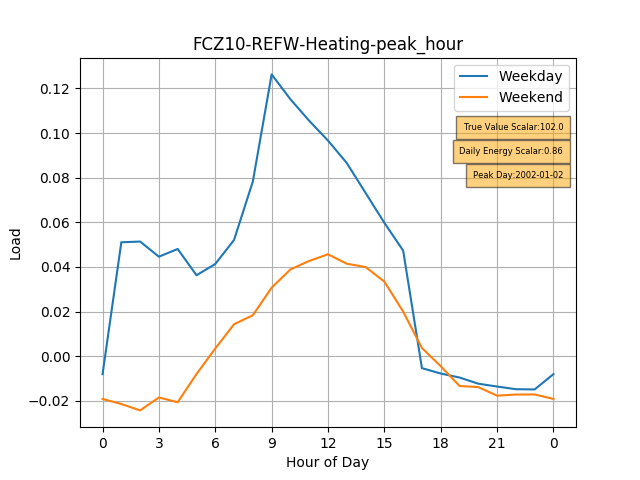 FCZ10-REFW-Heating-peak_hour
Weekday
Weekend
True Value Scalar:102.0
Daily Energy Scalar:0.86
Peak Day:2002-01-02
Load
0.12
0.10
0.08
0.06
0.04
0.02
0.00
−0.02
0 3 6 9 12 15 18 21 0
Hour of Day